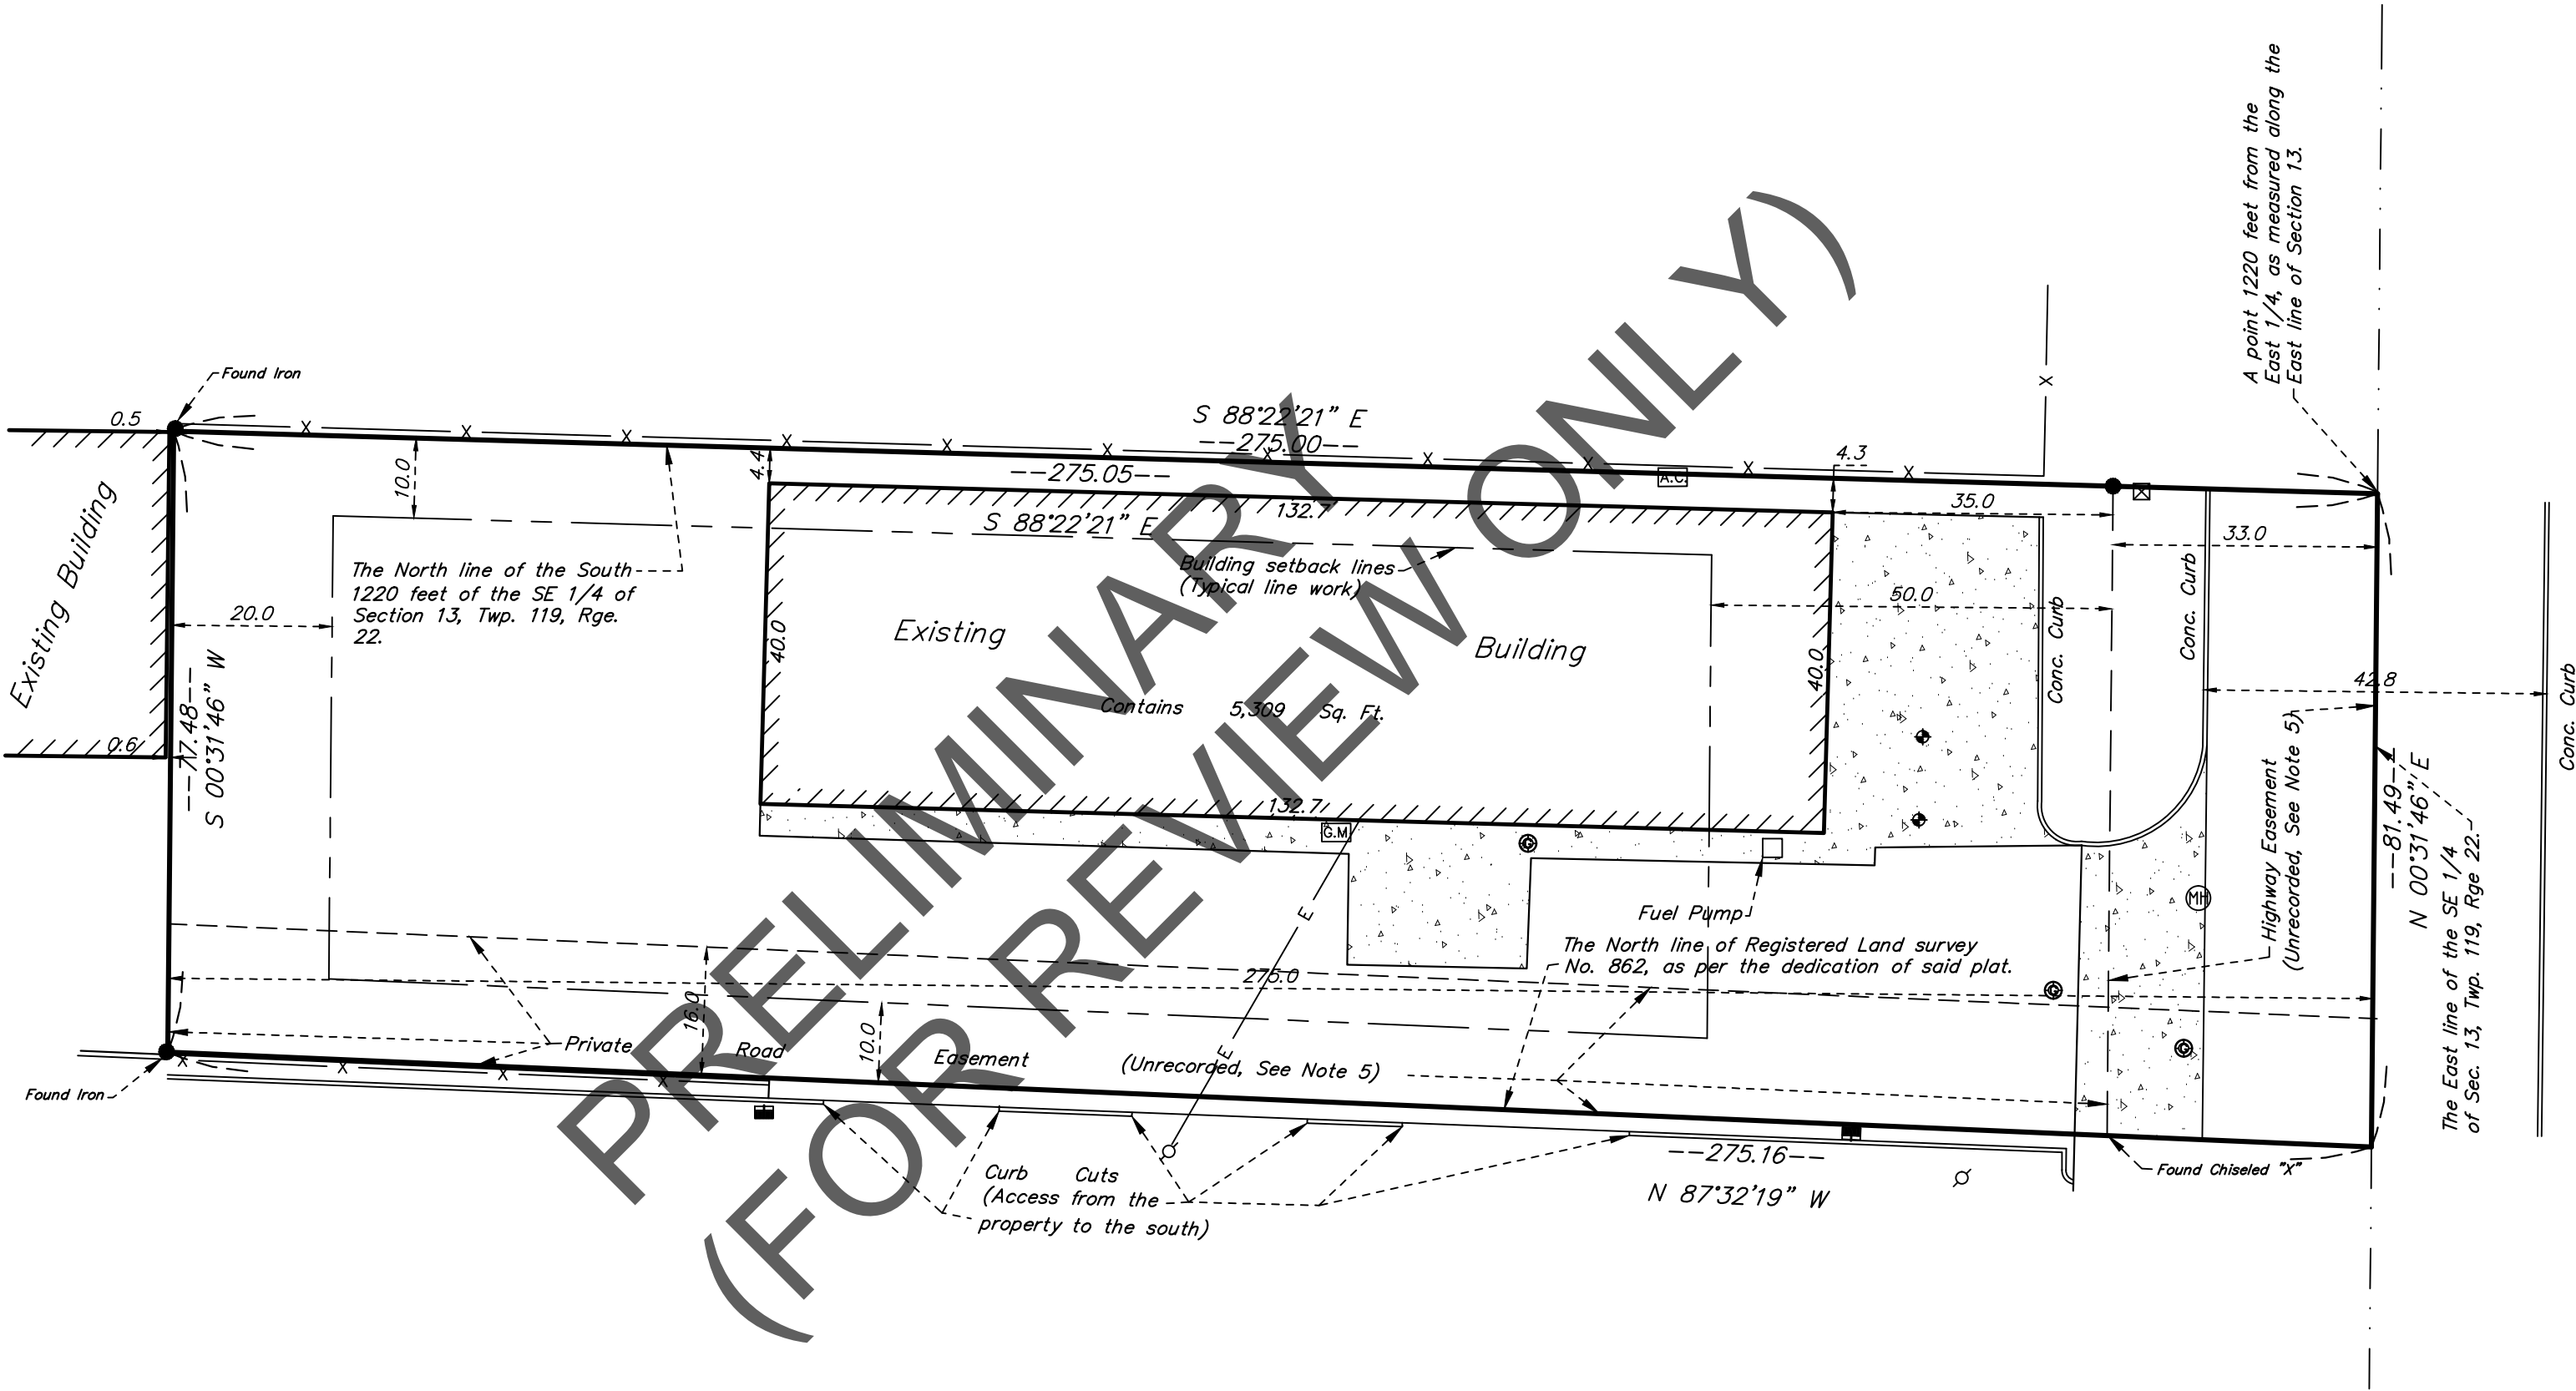 A point 1220 feet from the
East 1/4, as measured along the
East line of Section 13.
Found Iron
0.5
Existing Building
0.6
S 88°22'21" E
--275.00--
--275.05--
S 88°22'21" E
10.0
4.4
4.3
A.C.
132.7
35.0
33.0
The North line of the South
1220 feet of the SE 1/4 of
Section 13, Twp. 119, Rge.
22.
20.0
--77.48--
S 00°31'46" W
Building setback lines
(Typical line work)
50.0
Existing Building
Contains 5,309 Sq. Ft.
40.0
40.0
132.7
G.M
Conc. Curb
Conc. Curb
42.8
Conc. Curb
Highway Easement
(Unrecorded, See Note 5)
--81.49--
N 00°31'46" E
The East line of the SE 1/4
of Sec. 13, Twp. 119, Rge 22.
MH
G
G
G
Fuel Pump
The North line of Registered Land survey
No. 862, as per the dedication of said plat.
275.0
16.0
10.0
E
E
Private Road Easement (Unrecorded, See Note 5)
Found Iron
Curb Cuts
(Access from the
property to the south)
--275.16--
N 87°32'19" W
Found Chiseled "X"
X X X X X X X X X X X
X
X X X X
PRELIMINARY
(FOR REVIEW ONLY)